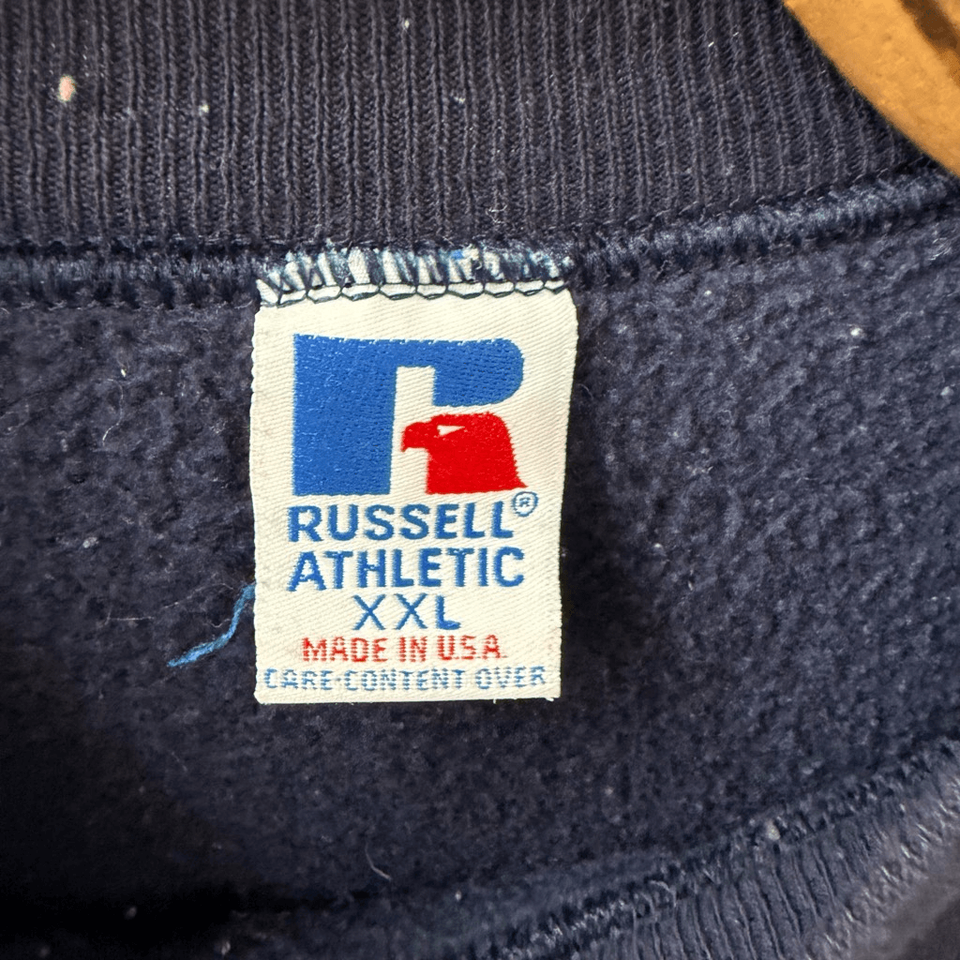 R
RUSSELL®
ATHLETIC
XXL
MADE IN U.S.A.
CARE-CONTENT OVER